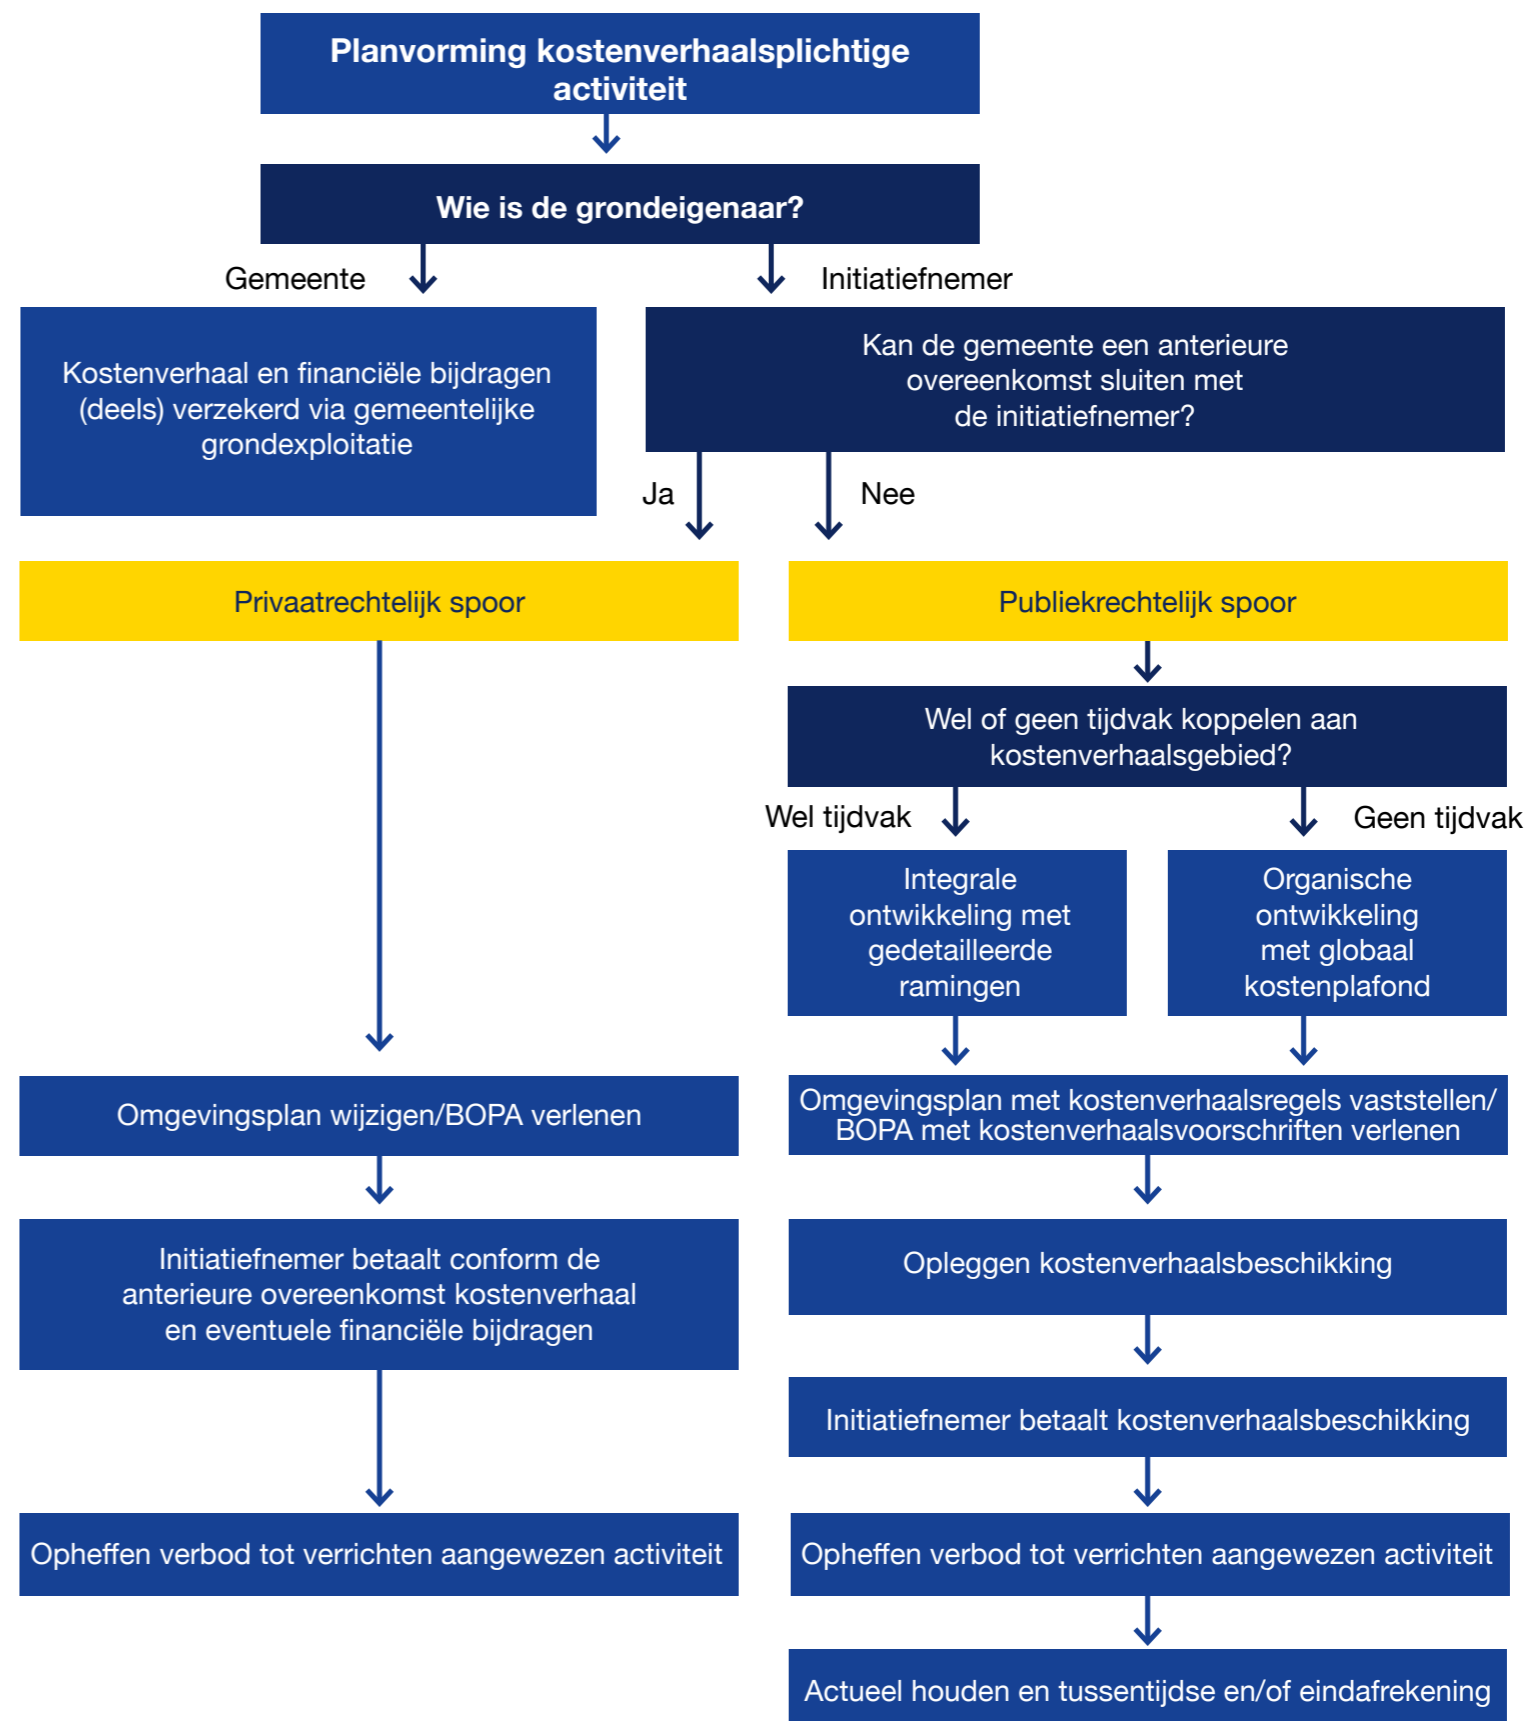 Planvorming kostenverhaalsplichtige
activiteit
Wie is de grondeigenaar?
Gemeente
Initiatiefnemer
Kostenverhaal en financiële bijdragen
(deels) verzekerd via gemeentelijke
grondexploitatie
Kan de gemeente een anterieure
overeenkomst sluiten met
de initiatiefnemer?
Ja
Nee
Privaatrechtelijk spoor
Publiekrechtelijk spoor
Wel of geen tijdvak koppelen aan
kostenverhaalsgebied?
Wel tijdvak
Geen tijdvak
Integrale
ontwikkeling met
gedetailleerde
ramingen
Organische
ontwikkeling
met globaal
kostenplafond
Omgevingsplan wijzigen/BOPA verlenen
Omgevingsplan met kostenverhaalsregels vaststellen/
BOPA met kostenverhaalsvoorschriften verlenen
Initiatiefnemer betaalt conform de
anterieure overeenkomst kostenverhaal
en eventuele financiële bijdragen
Opleggen kostenverhaalsbeschikking
Initiatiefnemer betaalt kostenverhaalsbeschikking
Opheffen verbod tot verrichten aangewezen activiteit
Opheffen verbod tot verrichten aangewezen activiteit
Actueel houden en tussentijdse en/of eindafrekening